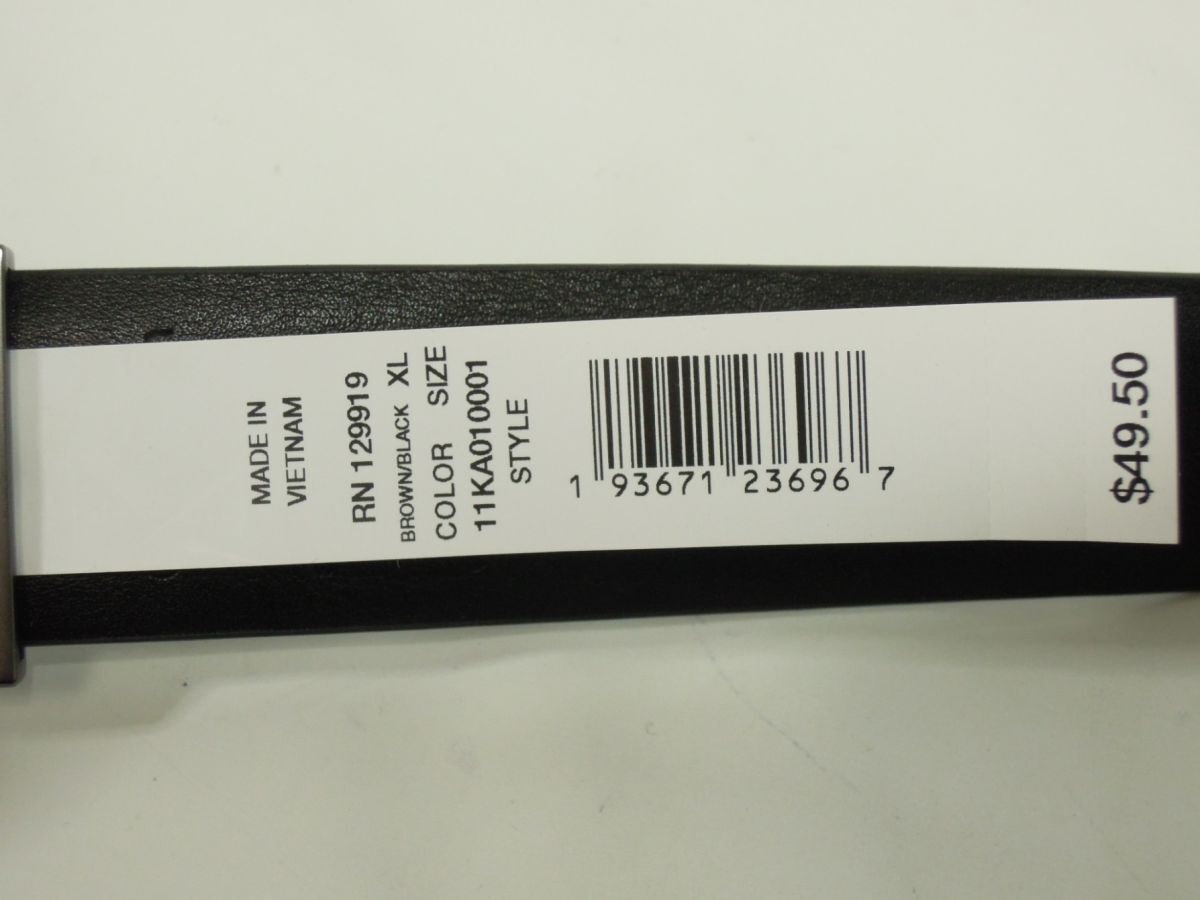 MADE IN
VIETNAM
RN 129919
BROWN/BLACK XL
COLOR SIZE
11KA010001
STYLE
1 93671 23696 7
$49.50